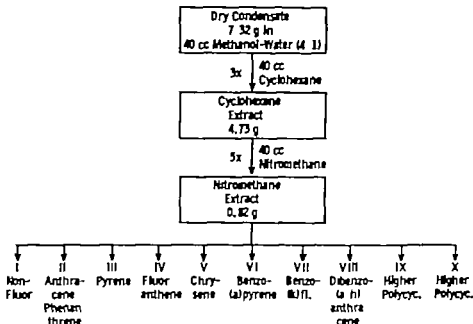 Dry Condensate
7.32 g in
40 cc Methanol-Water (4:1)
3x
40 cc
Cyclohexane
Cyclohexane
Extract
4.73 g
5x
40 cc
Nitromethane
Nitromethane
Extract
0.82 g
I II III IV V VI VII VIII IX X
Non-
Fluor
Anthra-
cene
Phenan
threne
Pyrene
Fluor
anthene
Chry-
sene
Benzo-
(a)pyrene
Benzo-
(k)fl.
Dibenzo-
(a h)
anthra
cene
Higher
Polycyc.
Higher
Polycyc.